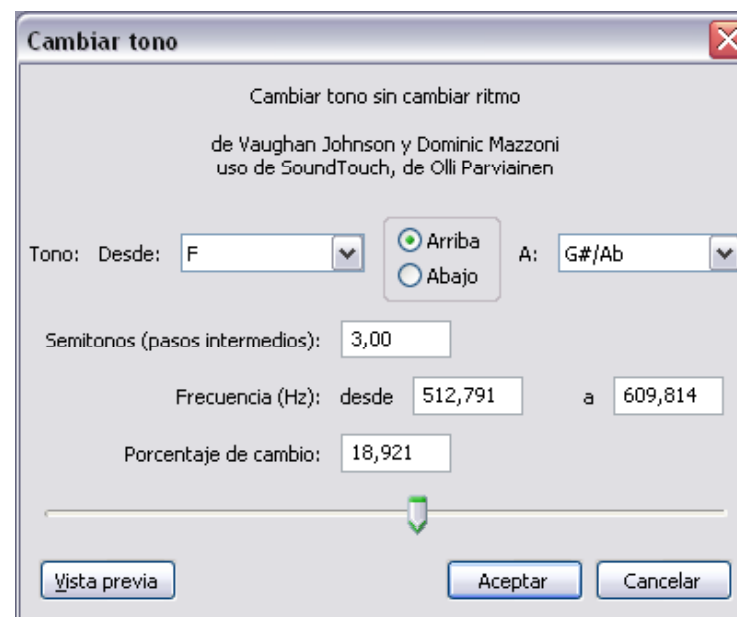 Cambiar tono
Cambiar tono sin cambiar ritmo
de Vaughan Johnson y Dominic Mazzoni
uso de SoundTouch, de Olli Parviainen
Tono: Desde: F Arriba Abajo A: G#/Ab
Semitonos (pasos intermedios): 3,00
Frecuencia (Hz): desde 512,791 a 609,814
Porcentaje de cambio: 18,921
Vista previa Aceptar Cancelar